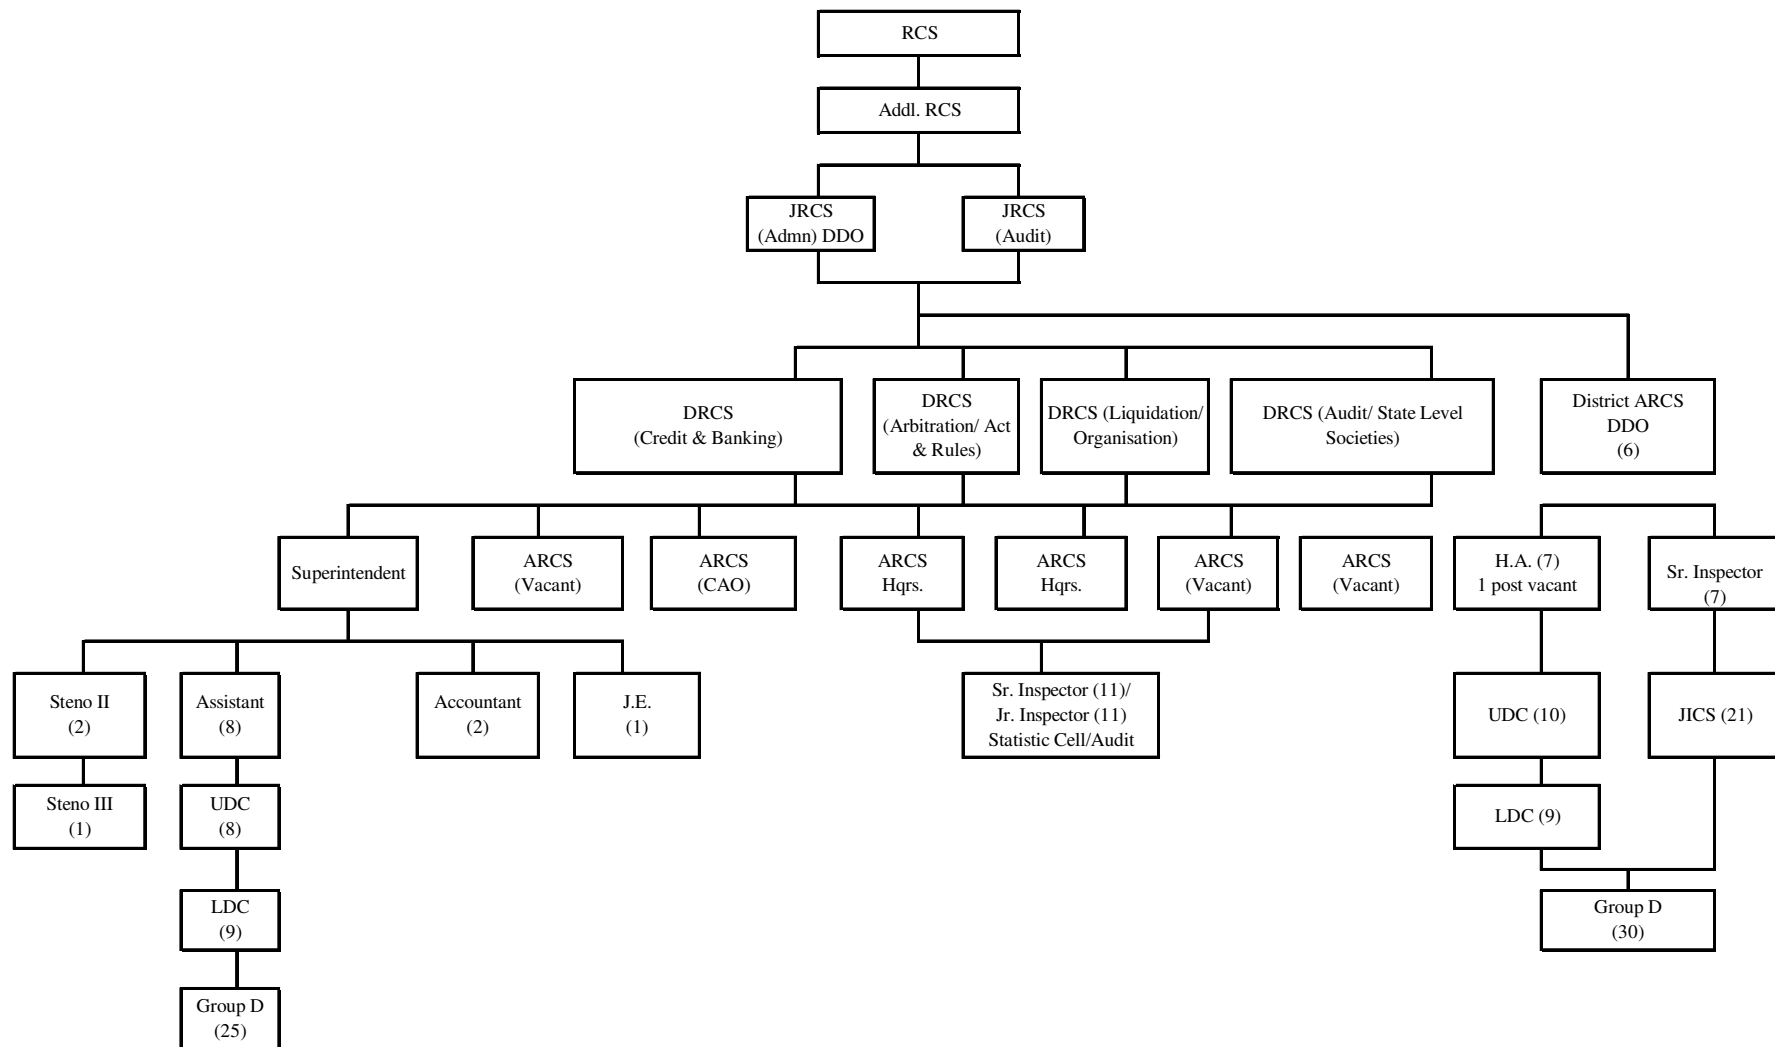 RCS
Addl. RCS
JRCS
(Admn) DDO
JRCS
(Audit)
DRCS
(Credit & Banking)
DRCS
(Arbitration/ Act
& Rules)
DRCS (Liquidation/
Organisation)
DRCS (Audit/ State Level
Societies)
District ARCS
DDO
(6)
Superintendent
ARCS
(Vacant)
ARCS
(CAO)
ARCS
Hqrs.
ARCS
Hqrs.
ARCS
(Vacant)
ARCS
(Vacant)
H.A. (7)
1 post vacant
Sr. Inspector
(7)
Steno II
(2)
Assistant
(8)
Accountant
(2)
J.E.
(1)
Sr. Inspector (11)/
Jr. Inspector (11)
Statistic Cell/Audit
UDC (10)
JICS (21)
Steno III
(1)
UDC
(8)
LDC (9)
LDC
(9)
Group D
(30)
Group D
(25)